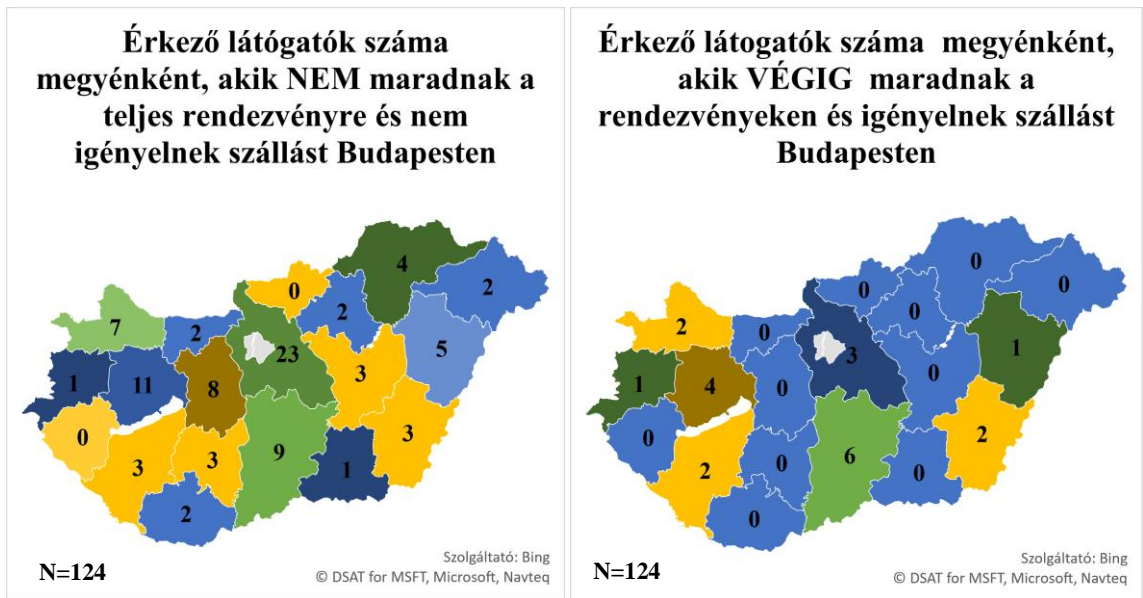 Érkező látógatók száma
megyénként, akik NEM maradnak a
teljes rendezvényre és nem
igényelnek szállást Budapesten
0
4
2
2
7
2
23
5
3
1
11
8
0
3
3
9
1
3
2
N=124
Szolgáltató: Bing
© DSAT for MSFT, Microsoft, Navteq
Érkező látogatók száma megyénként,
akik VÉGIG maradnak a
rendezvényeken és igényelnek szállást
Budapesten
0
0
0
0
2
0
3
1
0
1
4
0
0
2
0
6
0
2
0
N=124
Szolgáltató: Bing
© DSAT for MSFT, Microsoft, Navteq